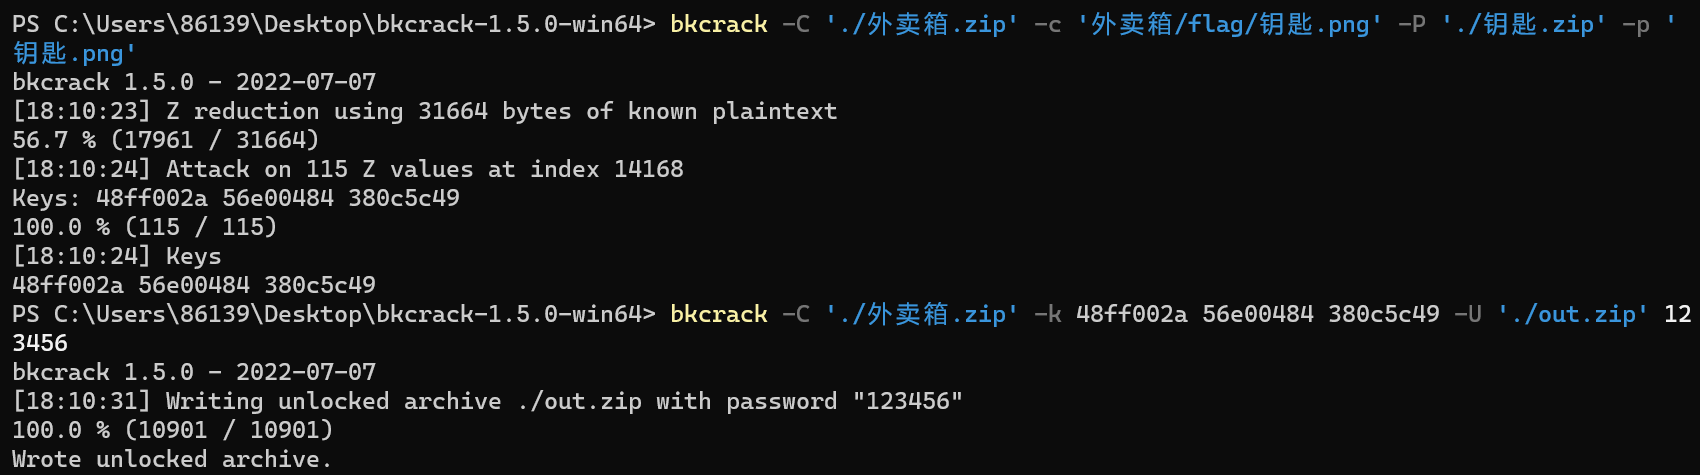 PS C:\Users\86139\Desktop\bkcrack-1.5.0-win64> bkcrack -C './外卖箱.zip' -c '外卖箱/flag/钥匙.png' -P './钥匙.zip' -p '
钥匙.png'
bkcrack 1.5.0 - 2022-07-07
[18:10:23] Z reduction using 31664 bytes of known plaintext
56.7 % (17961 / 31664)
[18:10:24] Attack on 115 Z values at index 14168
Keys: 48ff002a 56e00484 380c5c49
100.0 % (115 / 115)
[18:10:24] Keys
48ff002a 56e00484 380c5c49
PS C:\Users\86139\Desktop\bkcrack-1.5.0-win64> bkcrack -C './外卖箱.zip' -k 48ff002a 56e00484 380c5c49 -U './out.zip' 12
3456
bkcrack 1.5.0 - 2022-07-07
[18:10:31] Writing unlocked archive ./out.zip with password "123456"
100.0 % (10901 / 10901)
Wrote unlocked archive.